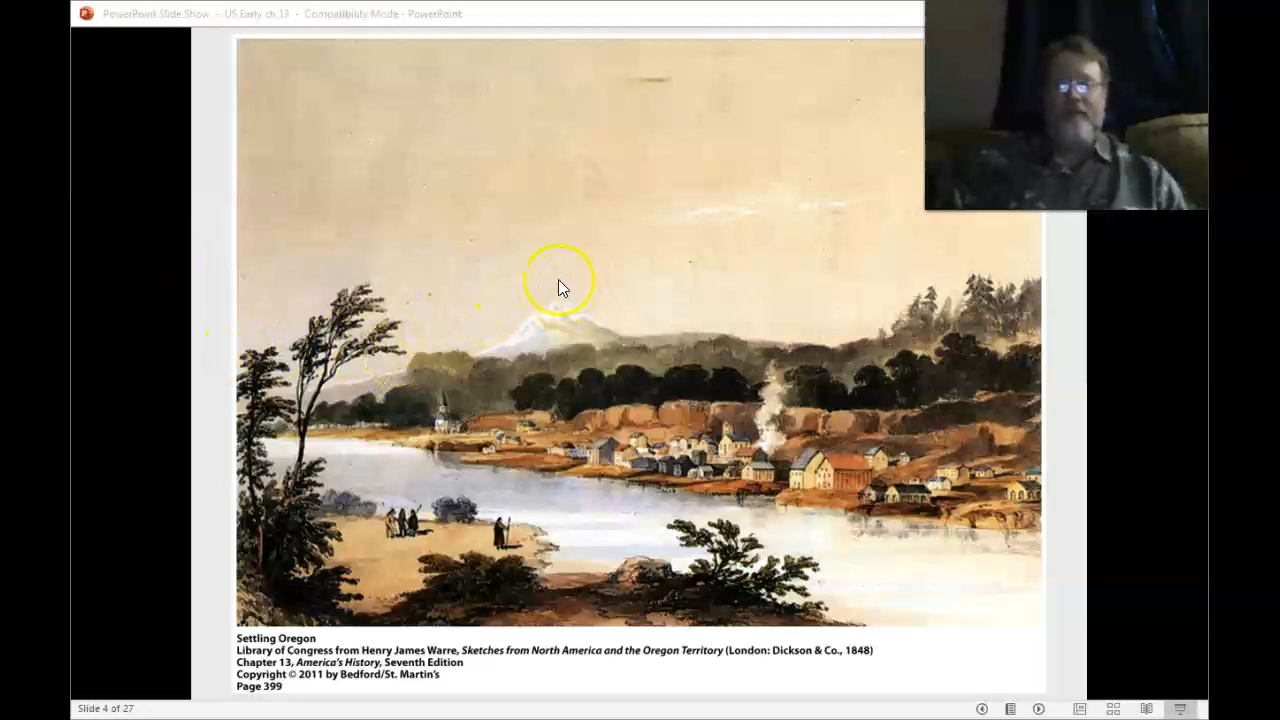 PowerPoint Slide Show - US Early ch 13 - Compatibility Mode - PowerPoint
Settling Oregon
Library of Congress from Henry James Warre, Sketches from North America and the Oregon Territory (London: Dickson & Co., 1848)
Chapter 13, America's History, Seventh Edition
Copyright © 2011 by Bedford/St. Martin's
Page 399
Slide 4 of 27